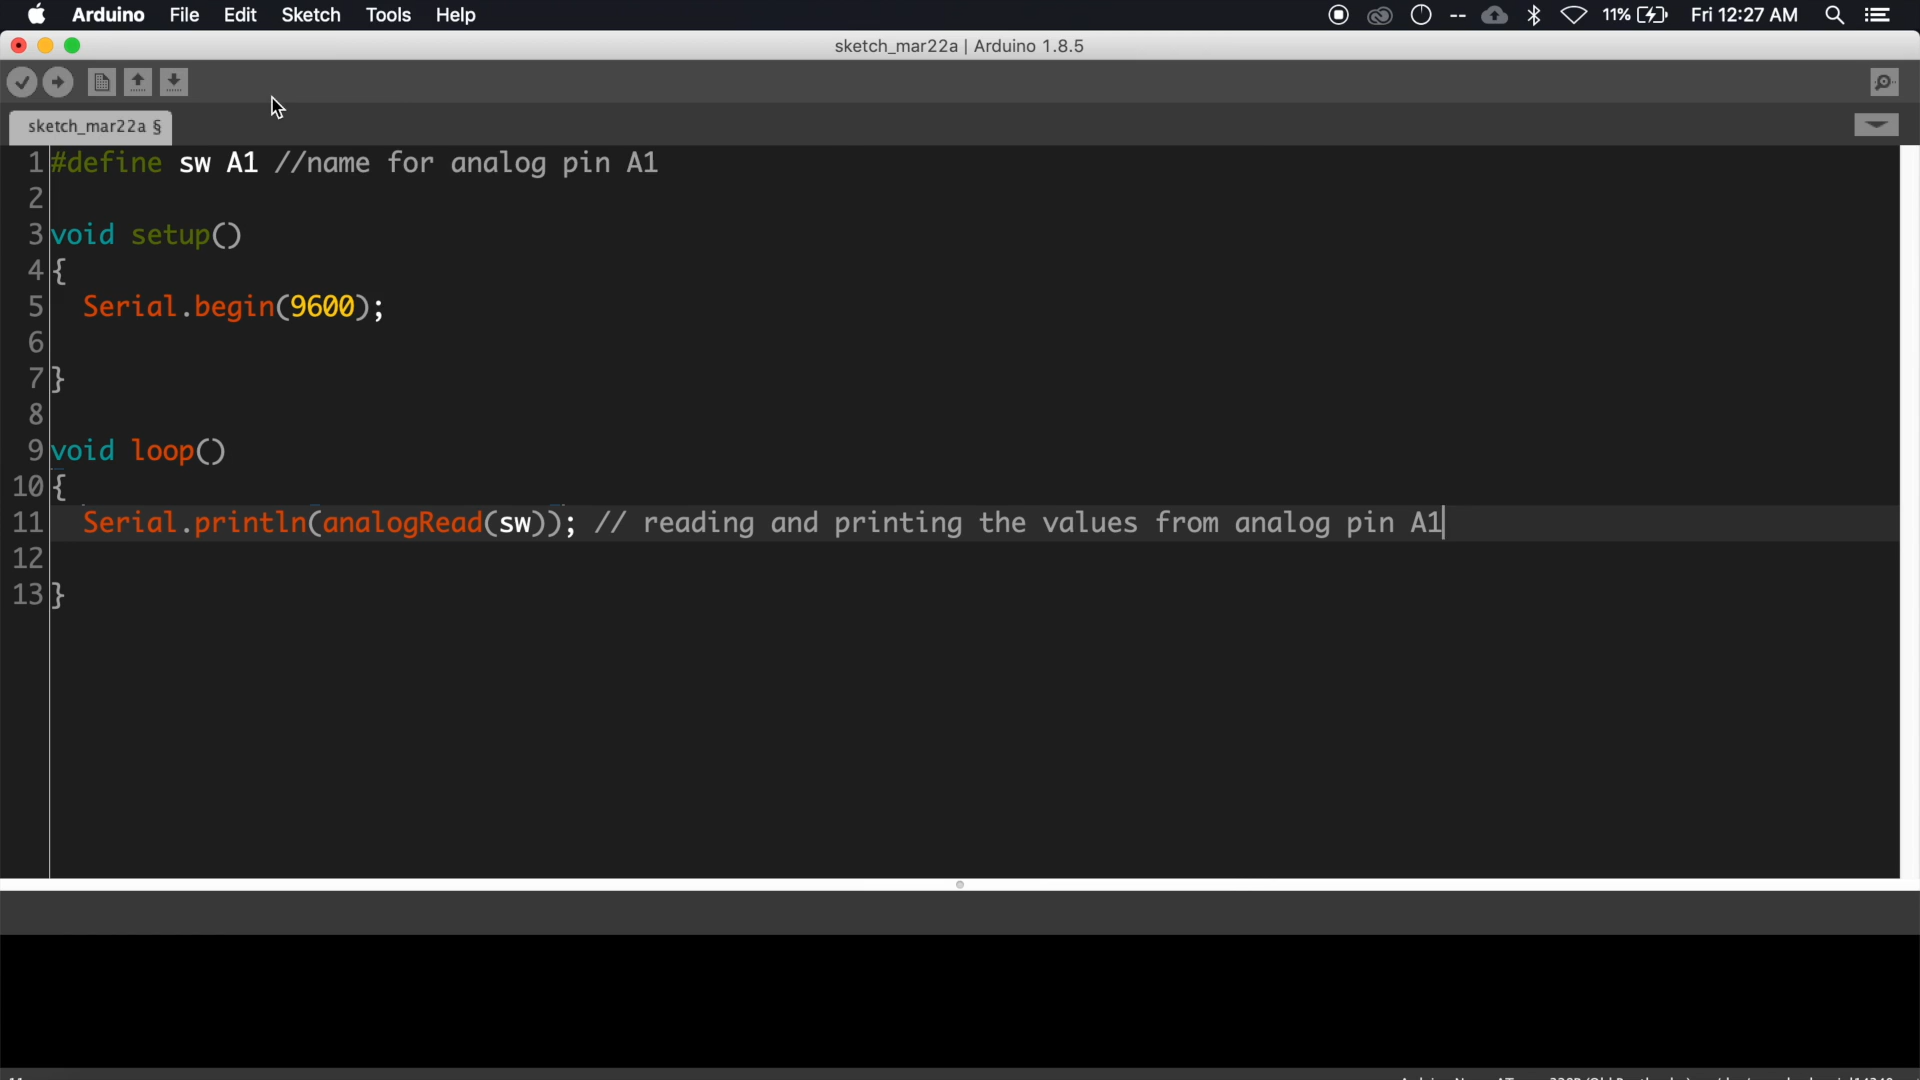 Arduino File Edit Sketch Tools Help -- 11% Fri 12:27 AM
sketch_mar22a | Arduino 1.8.5
sketch_mar22a §
1 #define sw A1 //name for analog pin A1
2
3 void setup()
4 {
5 Serial.begin(9600);
6
7 }
8
9 void loop()
10 {
11 Serial.println(analogRead(sw)); // reading and printing the values from analog pin A1
12
13 }